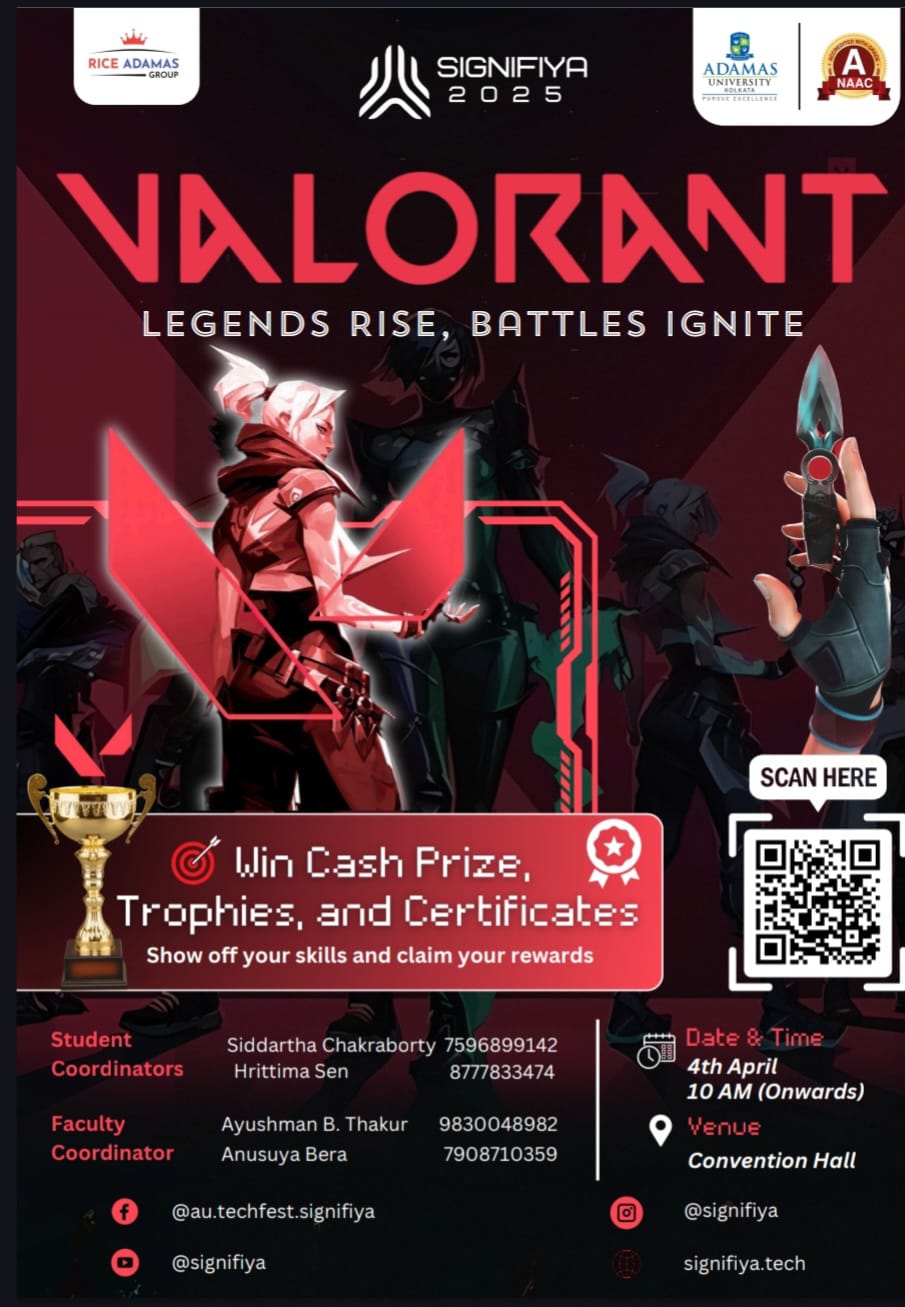 RICE ADAMAS
GROUP
SIGNIFIYA
2025
ADAMAS
UNIVERSITY
KOLKATA
PURSUE EXCELLENCE
ACCREDITED WITH GRADE
A
NAAC
VALORANT
LEGENDS RISE, BATTLES IGNITE
SCAN HERE
Win Cash Prize,
Trophies, and Certificates
Show off your skills and claim your rewards
Student
Coordinators
Siddartha Chakraborty 7596899142
Hrittima Sen 8777833474
Faculty
Coordinator
Ayushman B. Thakur 9830048982
Anusuya Bera 7908710359
Date & Time
4th April
10 AM (Onwards)
Venue
Convention Hall
@au.techfest.signifiya
@signifiya
@signifiya
signifiya.tech